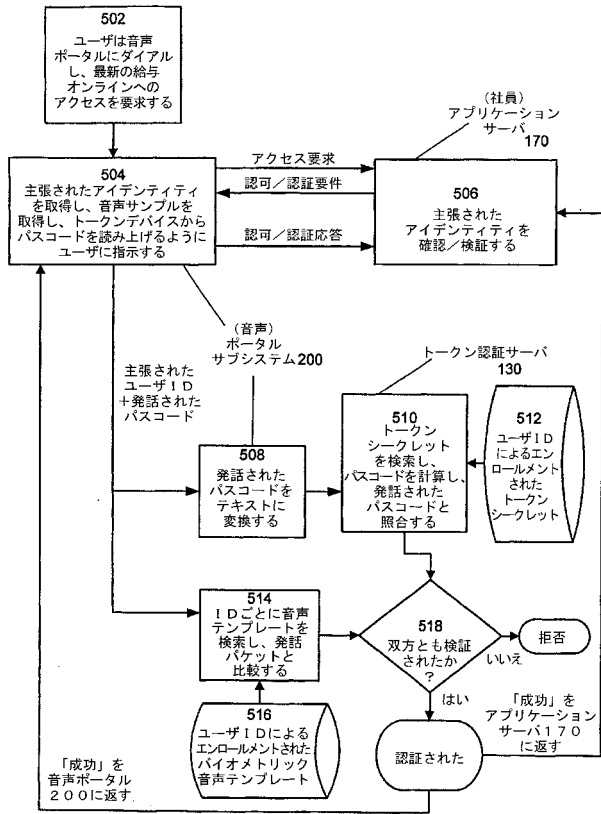 502
ユーザは音声
ポータルにダイアル
し、最新の給与
オンラインへの
アクセスを要求する
(社員)
アプリケーション
サーバ
170
504
主張されたアイデンティティ
を取得し、音声サンプルを
取得し、トークンデバイスから
パスコードを読み上げるように
ユーザに指示する
アクセス要求
認可/認証要件
認可/認証応答
506
主張された
アイデンティティを
確認/検証する
(音声)
ポータル
サブシステム200
主張された
ユーザID
+発話された
パスコード
トークン認証サーバ
130
508
発話された
パスコードを
テキストに
変換する
510
トークン
シークレット
を検索し、
パスコードを計算し、
発話された
パスコードと
照合する
512
ユーザID
によるエン
ロールメント
された
トークン
シークレット
514
IDごとに音声
テンプレートを
検索し、発話
パケットと
比較する
518
双方とも検証
されたか
?
いいえ
拒否
はい
516
ユーザIDによる
エンロールメントされた
バイオメトリック
音声テンプレート
認証された
「成功」を
アプリケーション
サーバ170
に返す
「成功」を
音声ポータル
200に返す